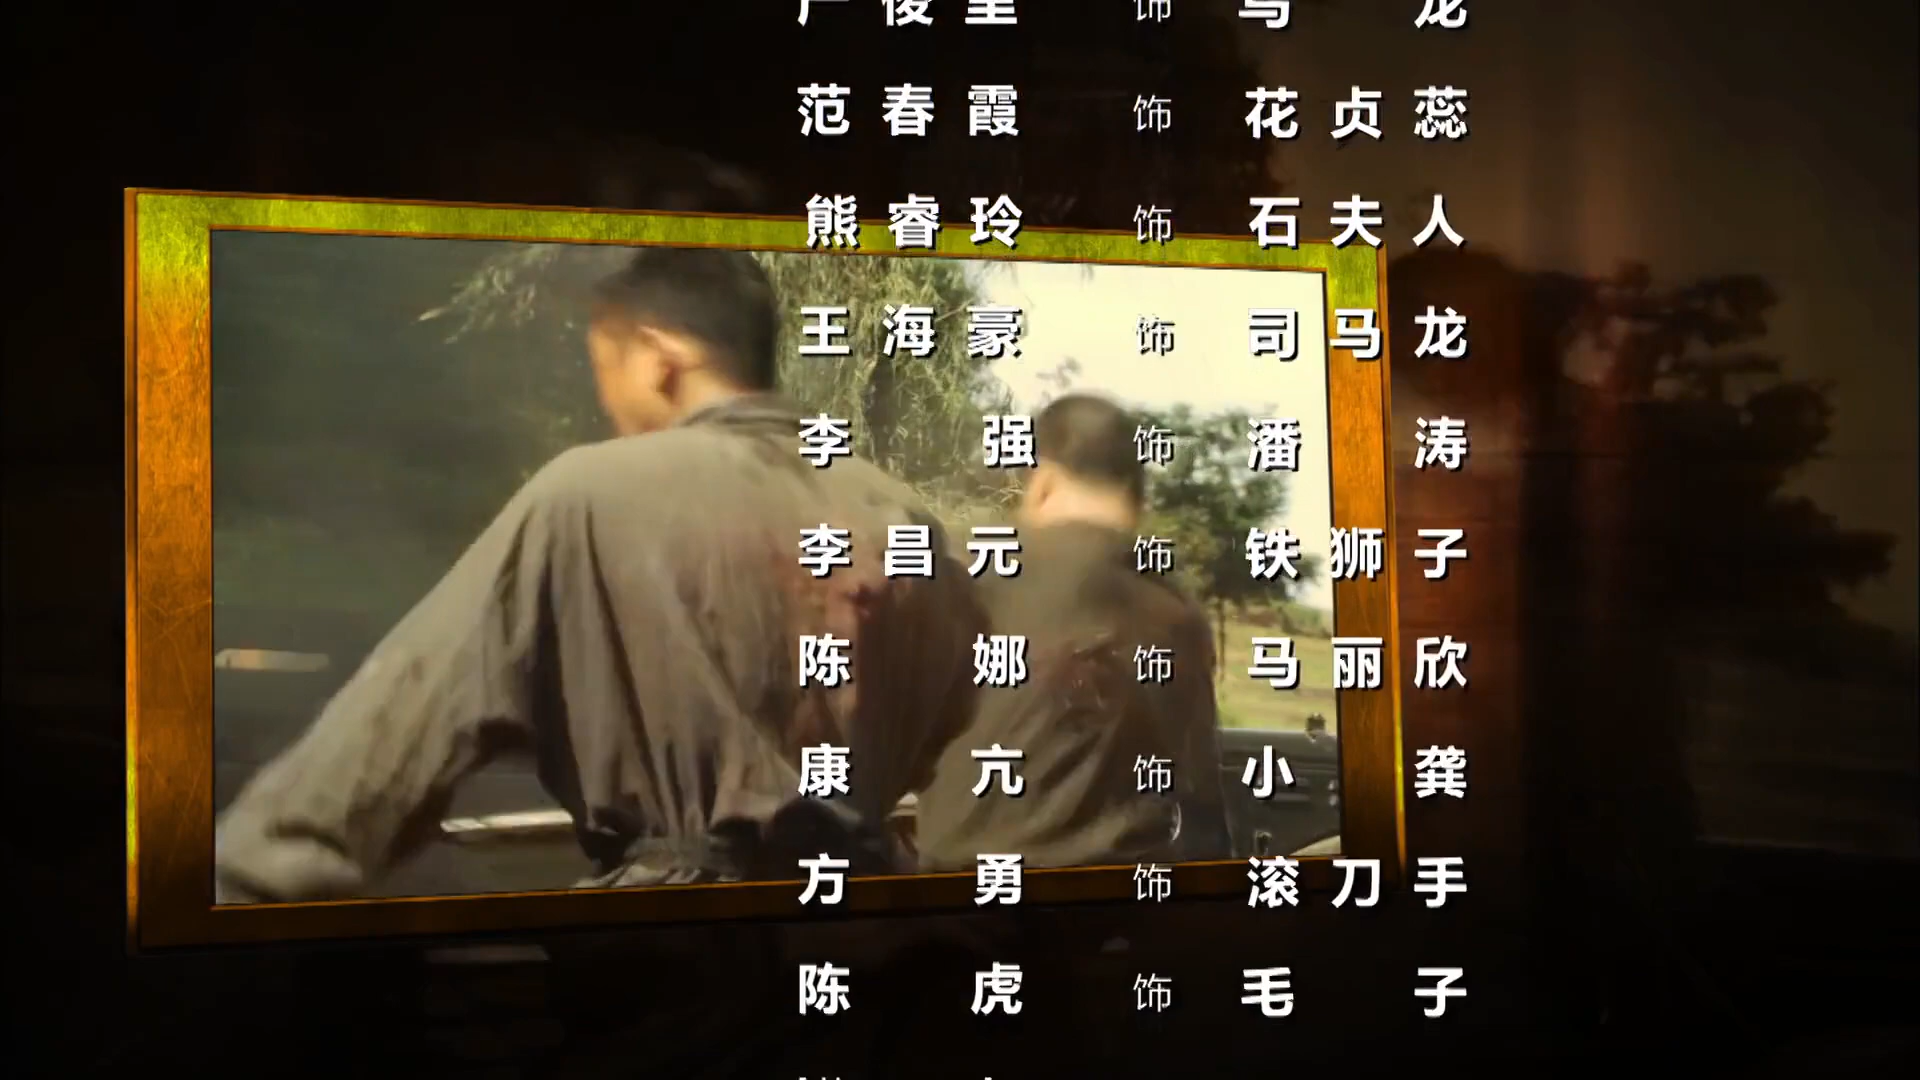 范春霞 饰 花贞蕊
熊睿玲 饰 石夫人
王海豪 饰 司马龙
李强 饰 潘涛
李昌元 饰 铁狮子
陈娜 饰 马丽欣
康亢 饰 小龚
方勇 饰 滚刀手
陈虎 饰 毛子